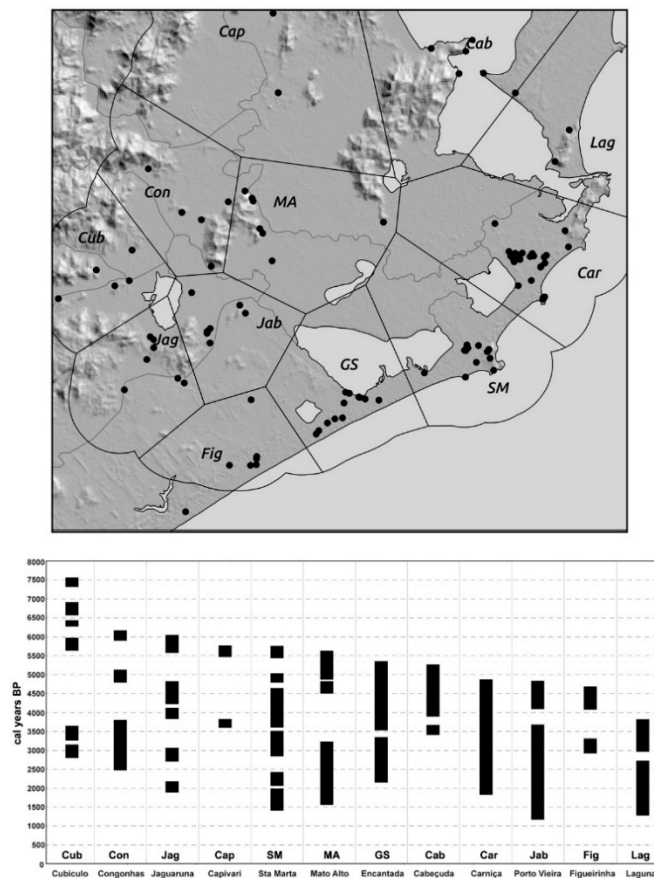 Cap
Cab
Lag
Con
MA
Cub
Car
Jag
Jab
GS
SM
Fig
8000
7500
7000
6500
6000
5500
5000
4500
4000
3500
3000
2500
2000
1500
1000
500
0
cal years BP
Cub Con Jag Cap SM MA GS Cab Car Jab Fig Lag
Cubículo Congonhas Jaguaruna Capivari Sta Marta Mato Alto Encantada Cabeçuda Carniça Porto Vieira Figueirinha Laguna